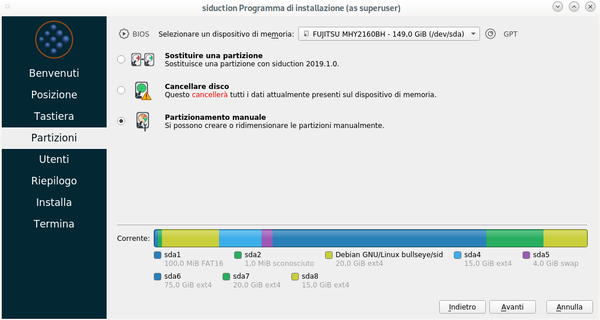 siduction Programma di installazione (as superuser)
BIOS
Selezionare un dispositivo di memoria:
FUJITSU MHY2160BH - 149,0 GiB (/dev/sda)
GPT
Benvenuti
Posizione
Tastiera
Partizioni
Utenti
Riepilogo
Installa
Termina
Sostituire una partizione
Sostituisce una partizione con siduction 2019.1.0.
Cancellare disco
Questo cancellerà tutti i dati attualmente presenti sul dispositivo di memoria.
Partizionamento manuale
Si possono creare o ridimensionare le partizioni manualmente.
Corrente:
sda1
100,0 MiB FAT16
sda2
1,0 MiB sconosciuto
Debian GNU/Linux bullseye/sid
20,0 GiB ext4
sda4
15,0 GiB ext4
sda5
4,0 GiB swap
sda6
75,0 GiB ext4
sda7
20,0 GiB ext4
sda8
15,0 GiB ext4
Indietro
Avanti
Annulla